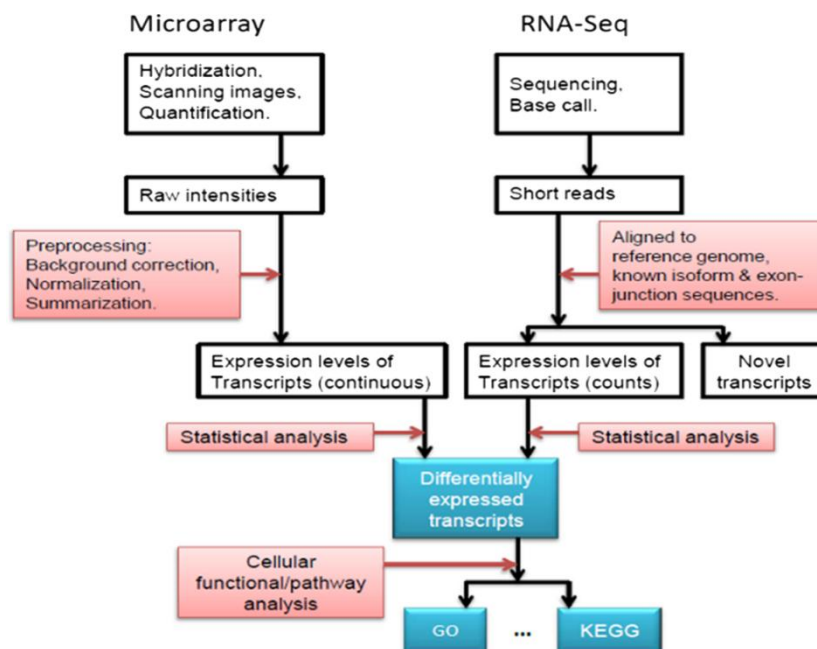 Microarray
RNA-Seq
Hybridization,
Scanning images,
Quantification.
Sequencing,
Base call.
Raw intensities
Short reads
Preprocessing:
Background correction,
Normalization,
Summarization.
Aligned to
reference genome,
known isoform & exon-
junction sequences.
Expression levels of
Transcripts (continuous)
Expression levels of
Transcripts (counts)
Novel
transcripts
Statistical analysis
Statistical analysis
Differentially
expressed
transcripts
Cellular
functional/pathway
analysis
GO
...
KEGG